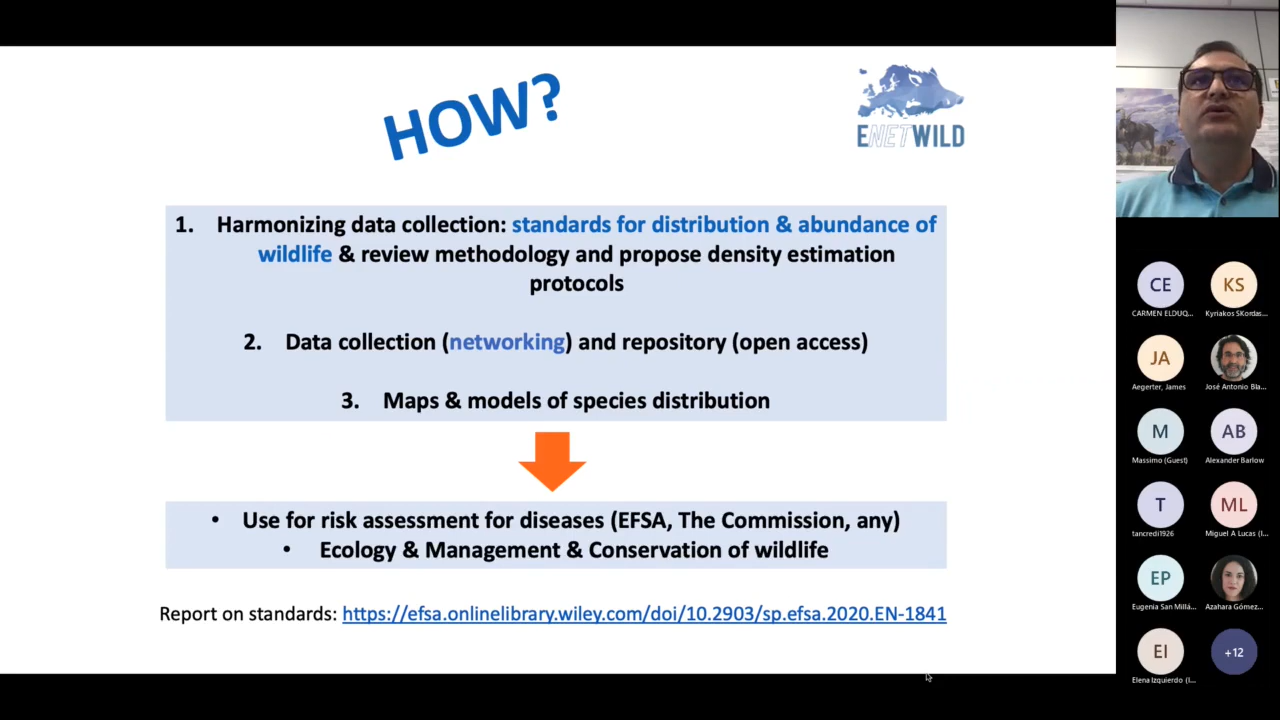 HOW?
ENETWILD
1. Harmonizing data collection: standards for distribution & abundance of
wildlife & review methodology and propose density estimation
protocols
2. Data collection (networking) and repository (open access)
3. Maps & models of species distribution
• Use for risk assessment for diseases (EFSA, The Commission, any)
• Ecology & Management & Conservation of wildlife
Report on standards: https://efsa.onlinelibrary.wiley.com/doi/10.2903/sp.efsa.2020.EN-1841
CE
CARMEN ELDUQ...
KS
Kyriakos SKordas...
JA
Aegerter, James
José Antonio Bla...
M
Massimo (Guest)
AB
Alexander Barlow
T
tancredi1926
ML
Miguel A Lucas (I...
EP
Eugenia San Millá...
Azahara Gómez...
EI
Elena Izquierdo (I...
+12